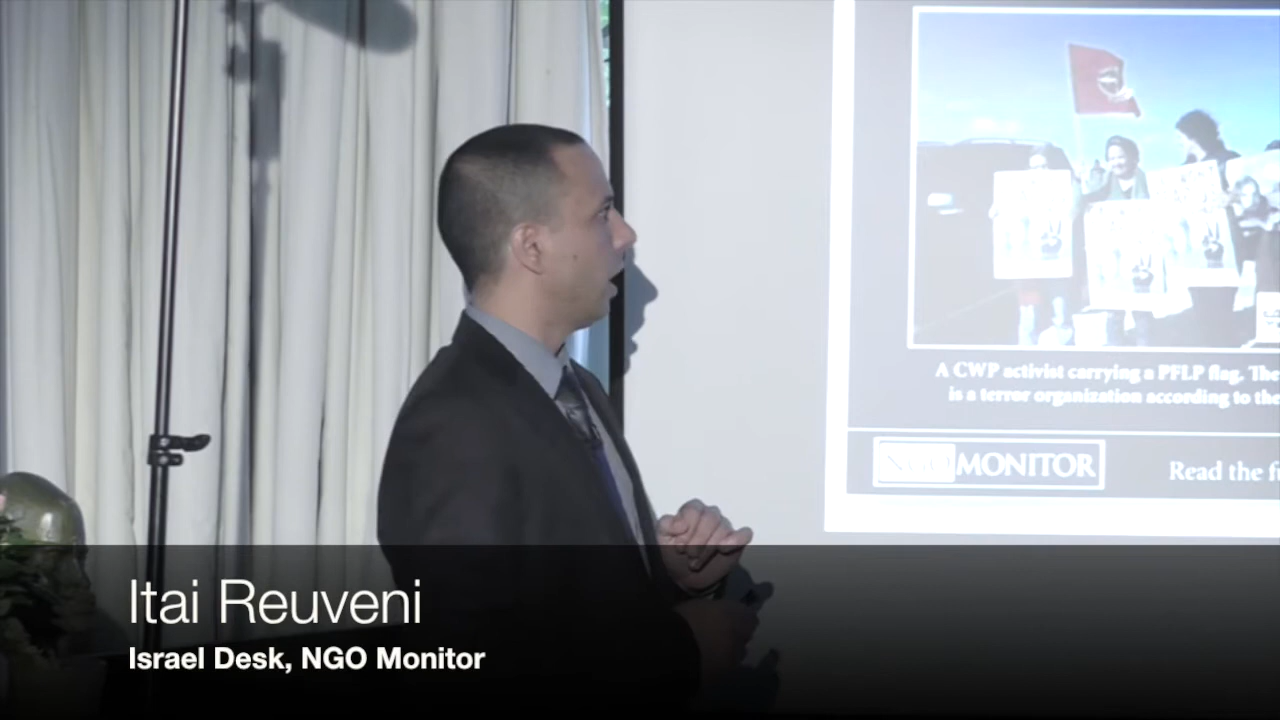 A CWP activist carrying a PFLP flag. The
is a terror organization according to the
NGO MONITOR
Read the f
Itai Reuveni
Israel Desk, NGO Monitor